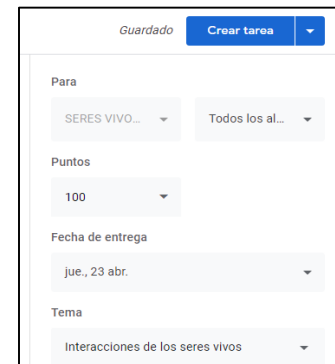 Guardado Crear tarea
Para
SERES VIVO... Todos los al...
Puntos
100
Fecha de entrega
jue., 23 abr.
Tema
Interacciones de los seres vivos